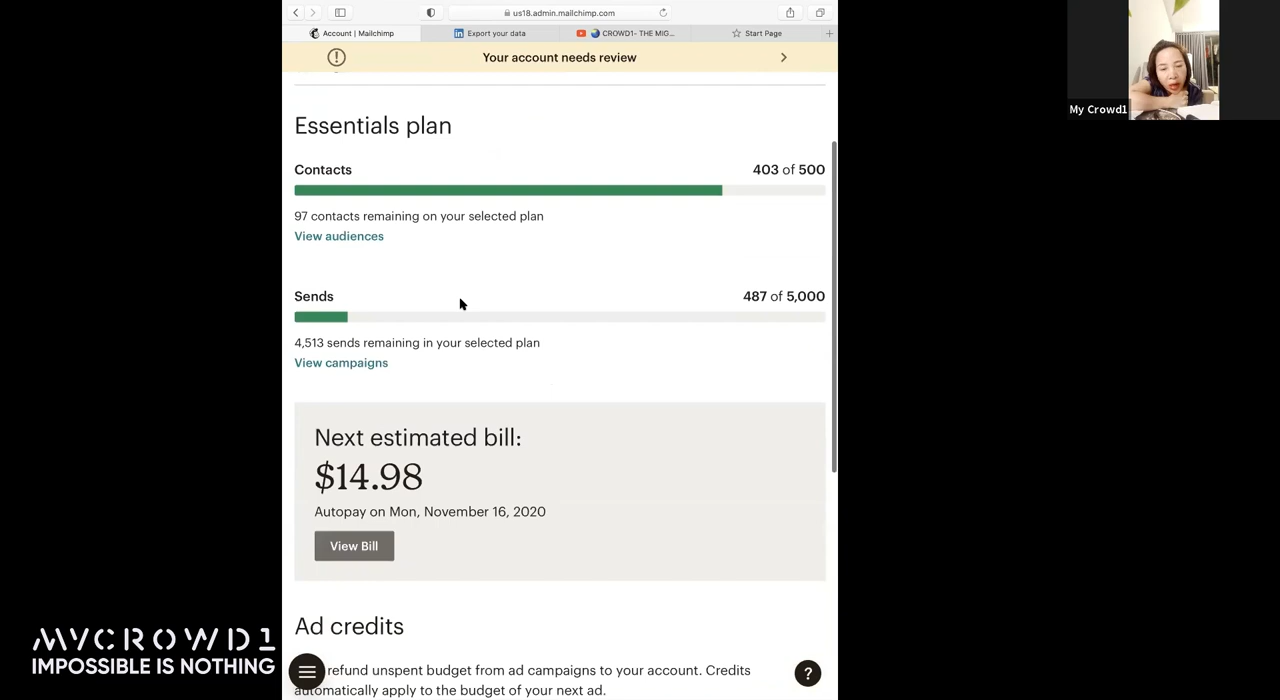 us18.admin.mailchimp.com
Account | Mailchimp
Export your data
CROWD1- THE MIG...
Start Page
Your account needs review
My Crowd1
Essentials plan
Contacts
403 of 500
97 contacts remaining on your selected plan
View audiences
Sends
487 of 5,000
4,513 sends remaining in your selected plan
View campaigns
Next estimated bill:
$14.98
Autopay on Mon, November 16, 2020
View Bill
Ad credits
refund unspent budget from ad campaigns to your account. Credits
automatically apply to the budget of your next ad.
MYCROWD1
IMPOSSIBLE IS NOTHING